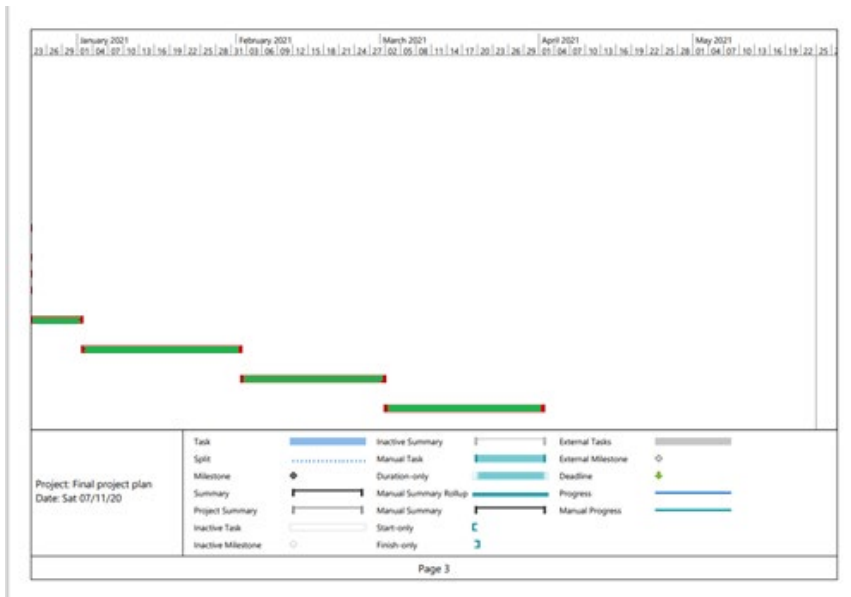 January 2021 February 2021 March 2021 April 2021 May 2021
23 26 29 01 04 07 10 13 16 19 22 25 28 31 03 06 09 12 15 18 21 24 27 02 05 08 11 14 17 20 23 26 29 01 04 07 10 13 16 19 22 25 28 01 04 07 10 13 16 19 22 25
Project: Final project plan
Date: Sat 07/11/20
Task
Split
Milestone
Summary
Project Summary
Inactive Task
Inactive Milestone
Inactive Summary
Manual Task
Duration-only
Manual Summary Rollup
Manual Summary
Start-only
Finish-only
External Tasks
External Milestone
Deadline
Progress
Manual Progress
Page 3